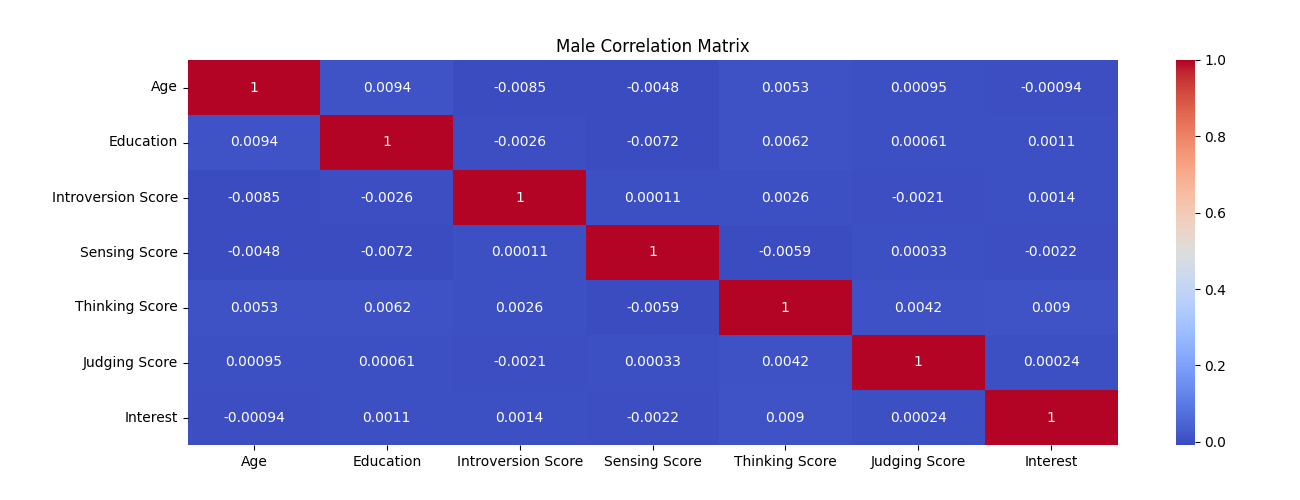 Male Correlation Matrix
Age 1 0.0094 -0.0085 -0.0048 0.0053 0.00095 -0.00094
Education 0.0094 1 -0.0026 -0.0072 0.0062 0.00061 0.0011
Introversion Score -0.0085 -0.0026 1 0.00011 0.0026 -0.0021 0.0014
Sensing Score -0.0048 -0.0072 0.00011 1 -0.0059 0.00033 -0.0022
Thinking Score 0.0053 0.0062 0.0026 -0.0059 1 0.0042 0.009
Judging Score 0.00095 0.00061 -0.0021 0.00033 0.0042 1 0.00024
Interest -0.00094 0.0011 0.0014 -0.0022 0.009 0.00024 1
Age Education Introversion Score Sensing Score Thinking Score Judging Score Interest
1.0
0.8
0.6
0.4
0.2
0.0